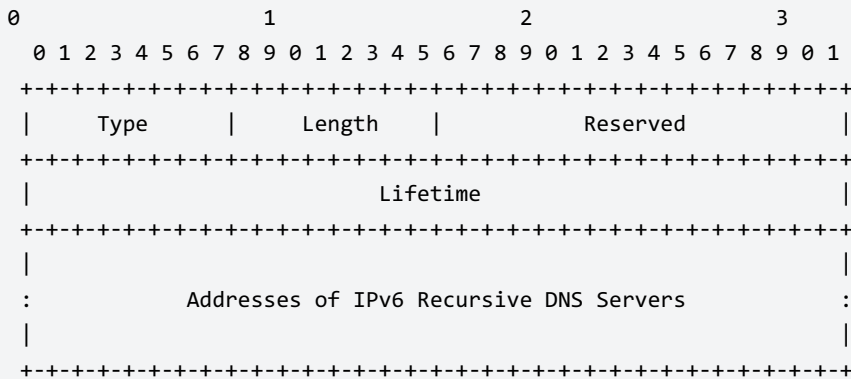 0                   1                   2                   3
  0 1 2 3 4 5 6 7 8 9 0 1 2 3 4 5 6 7 8 9 0 1 2 3 4 5 6 7 8 9 0 1
 +-+-+-+-+-+-+-+-+-+-+-+-+-+-+-+-+-+-+-+-+-+-+-+-+-+-+-+-+-+-+-+-+
 |     Type      |     Length    |           Reserved            |
 +-+-+-+-+-+-+-+-+-+-+-+-+-+-+-+-+-+-+-+-+-+-+-+-+-+-+-+-+-+-+-+-+
 |                           Lifetime                            |
 +-+-+-+-+-+-+-+-+-+-+-+-+-+-+-+-+-+-+-+-+-+-+-+-+-+-+-+-+-+-+-+-+
 |                                                               |
 :            Addresses of IPv6 Recursive DNS Servers            :
 |                                                               |
 +-+-+-+-+-+-+-+-+-+-+-+-+-+-+-+-+-+-+-+-+-+-+-+-+-+-+-+-+-+-+-+-+